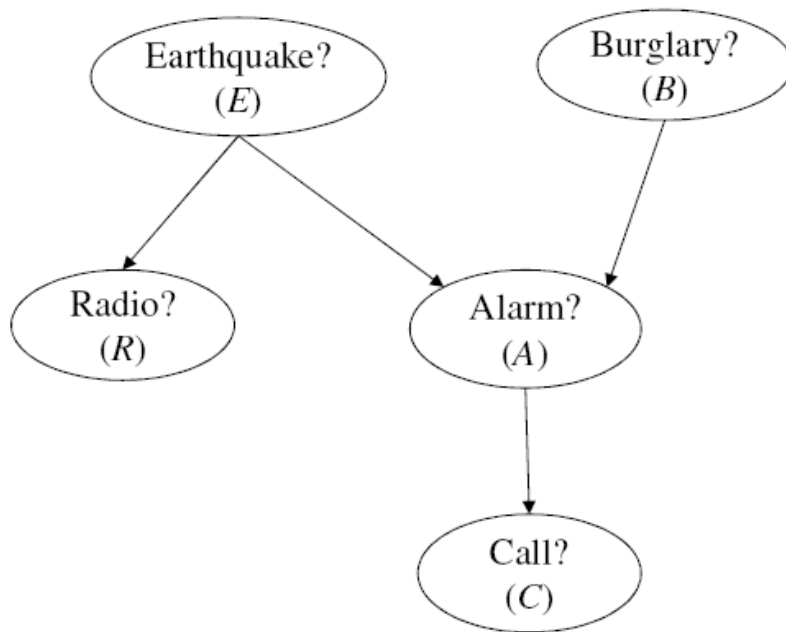 Earthquake?
(E)
Burglary?
(B)
Radio?
(R)
Alarm?
(A)
Call?
(C)